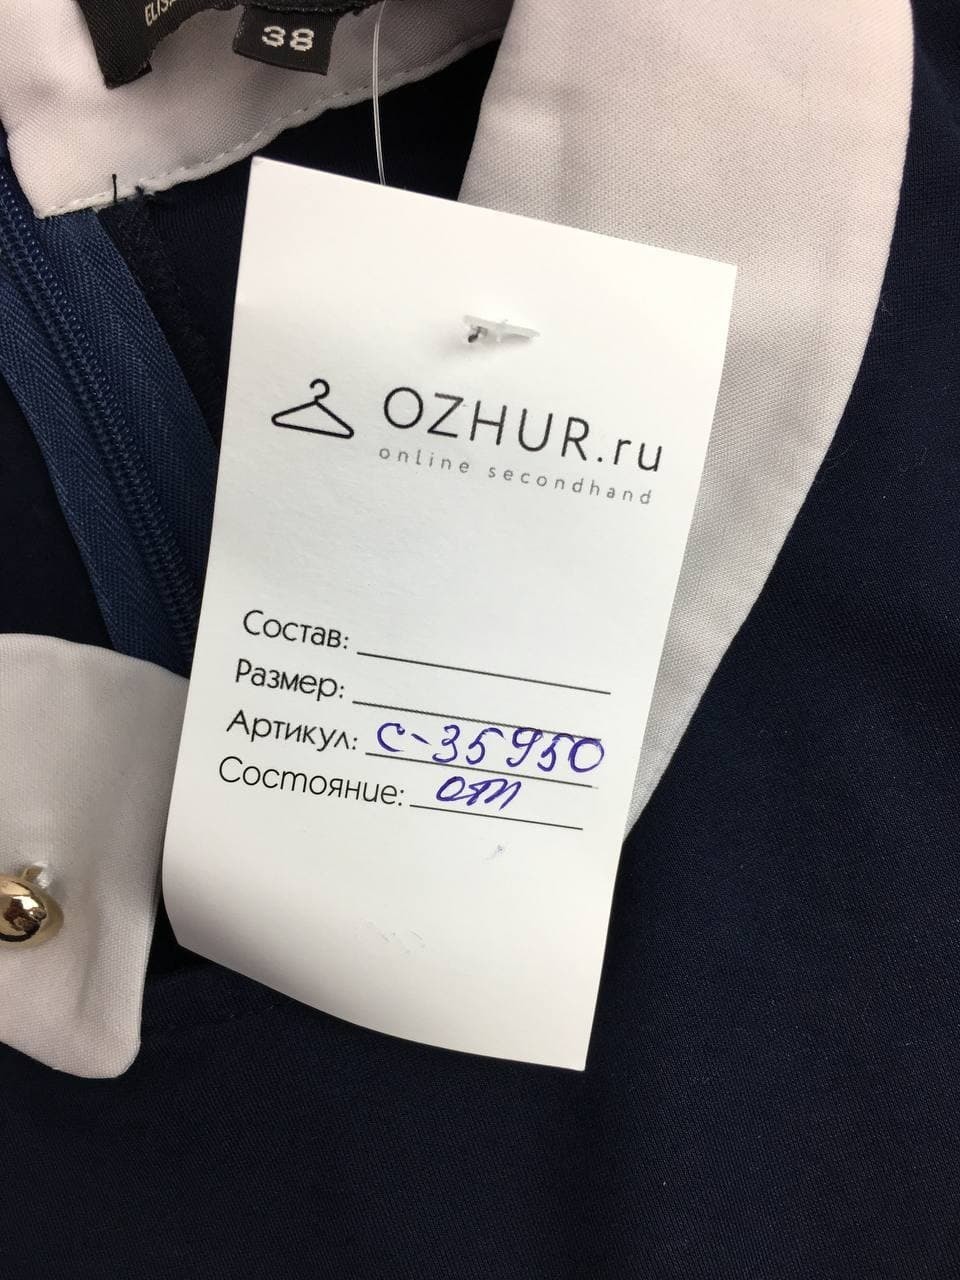 38
OZHUR.ru
online secondhand
Состав:
Размер:
Артикул: С-35950
Состояние: отл